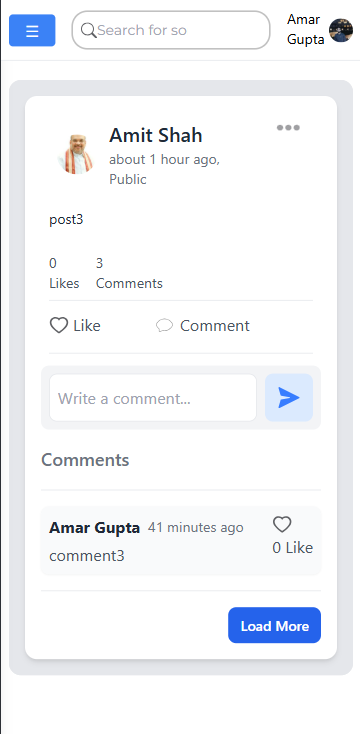 ☰
Search for so
Amar
Gupta
Amit Shah
about 1 hour ago,
Public
post3
0
Likes
3
Comments
Like
Comment
Write a comment...
Comments
Amar Gupta 41 minutes ago
comment3
0 Like
Load More